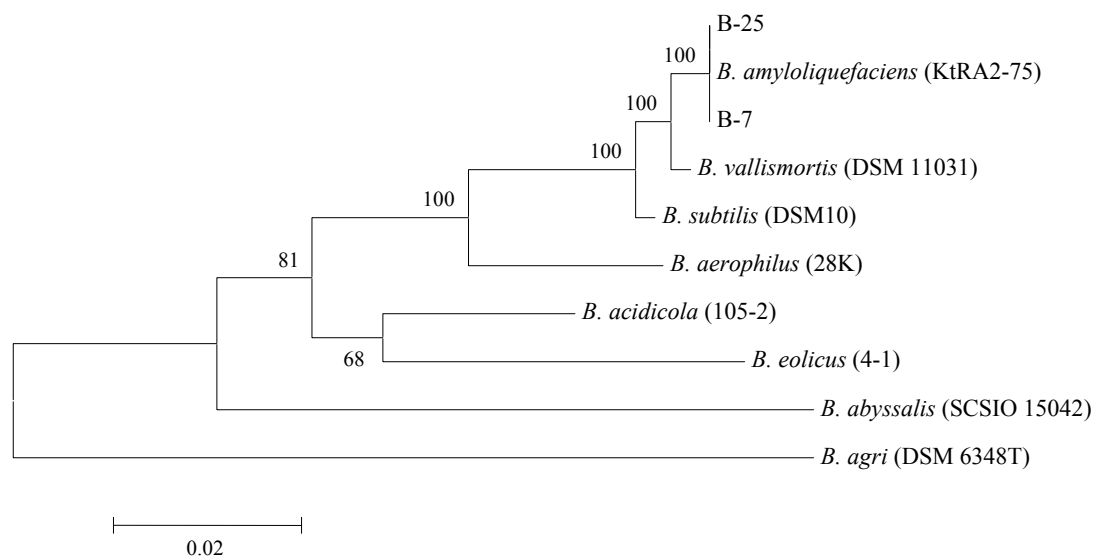 B-25
100
B. amyloliquefaciens (KtRA2-75)
100
B-7
100
B. vallismortis (DSM 11031)
100
B. subtilis (DSM10)
81
B. aerophilus (28K)
B. acidicola (105-2)
68
B. eolicus (4-1)
B. abyssalis (SCSIO 15042)
B. agri (DSM 6348T)
0.02